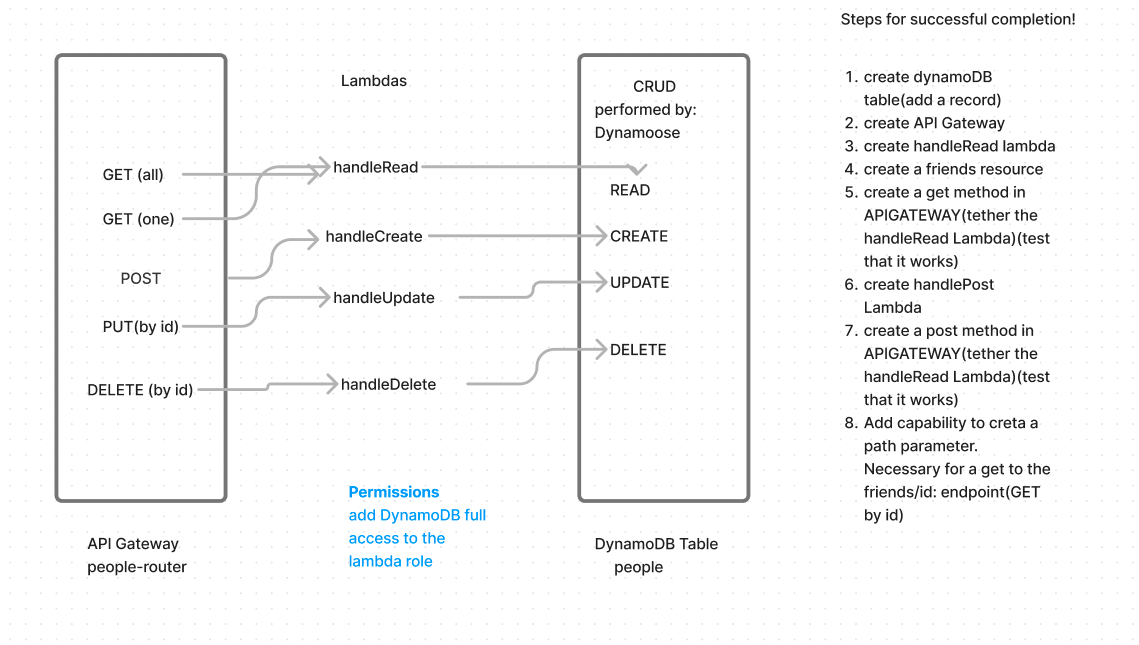 Steps for successful completion!
Lambdas
GET (all)
GET (one)
POST
PUT(by id)
DELETE (by id)
handleRead
handleCreate
handleUpdate
handleDelete
CRUD
performed by:
Dynamoose
READ
CREATE
UPDATE
DELETE
1. create dynamoDB
table(add a record)
2. create API Gateway
3. create handleRead lambda
4. create a friends resource
5. create a get method in
APIGATEWAY(tether the
handleRead Lambda)(test
that it works)
6. create handlePost
Lambda
7. create a post method in
APIGATEWAY(tether the
handleRead Lambda)(test
that it works)
8. Add capability to creta a
path parameter.
Necessary for a get to the
friends/id: endpoint(GET
by id)
Permissions
add DynamoDB full
access to the
lambda role
API Gateway
people-router
DynamoDB Table
people